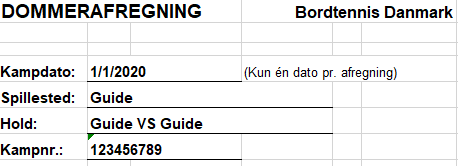 DOMMERAFREGNING Bordtennis Danmark
Kampdato: 1/1/2020 (Kun én dato pr. afregning)
Spillested: Guide
Hold: Guide VS Guide
Kampnr.: 123456789